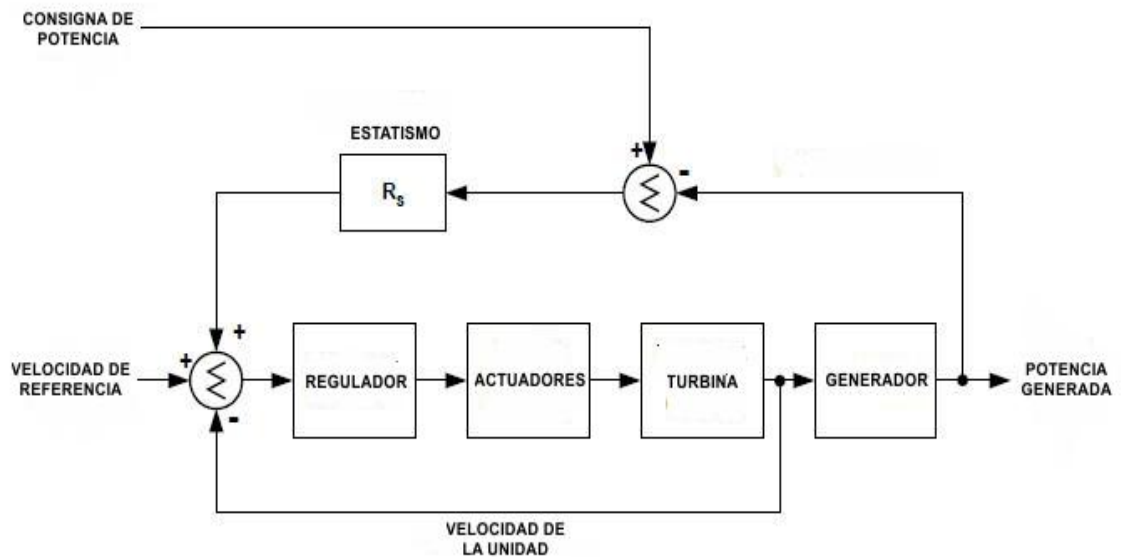 CONSIGNA DE
POTENCIA
ESTATISMO
+
-
Rs
+
+
VELOCIDAD DE
REFERENCIA
REGULADOR
ACTUADORES
TURBINA
GENERADOR
POTENCIA
GENERADA
-
VELOCIDAD DE
LA UNIDAD